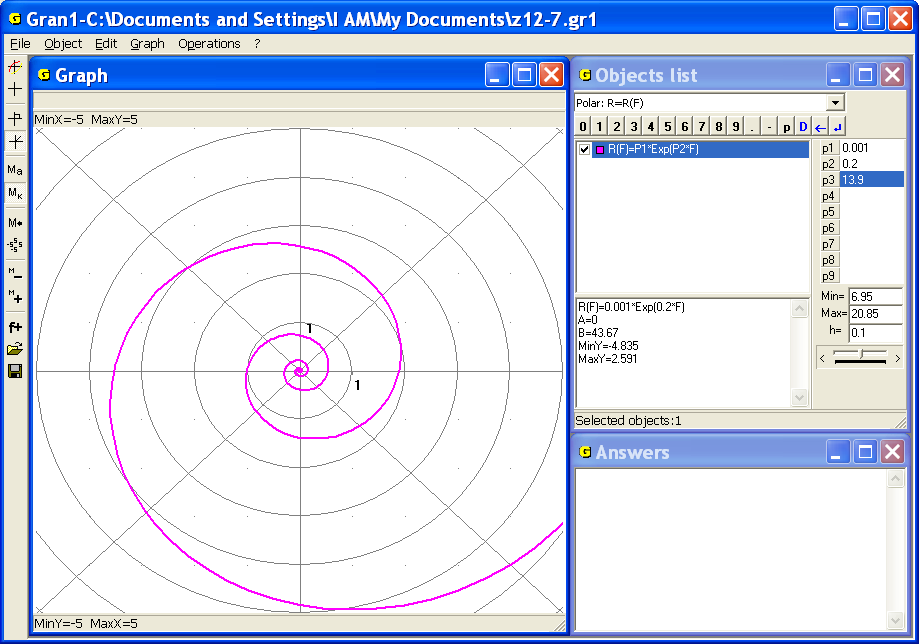 Gran1-C:\Documents and Settings\I AM\My Documents\z12-7.gr1
File Object Edit Graph Operations ?
Graph
MinX=-5 MaxY=5
1
1
MinY=-5 MaxX=5
Ma
Mк
M
M
M
f+
Objects list
Polar: R=R(F)
0 1 2 3 4 5 6 7 8 9 . - p D
R(F)=P1*Exp(P2*F)
p1 0.001
p2 0.2
p3 13.9
p4
p5
p6
p7
p8
p9
Min= 6.95
Max= 20.85
h= 0.1
R(F)=0.001*Exp(0.2*F)
A=0
B=43.67
MinY=-4.835
MaxY=2.591
Selected objects:1
Answers